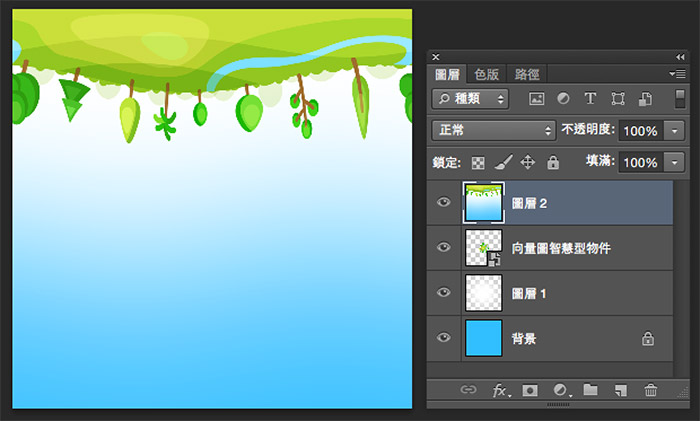 圖層 色版 路徑
種類
正常 不透明度: 100%
鎖定: 填滿: 100%
圖層 2
向量圖智慧型物件
圖層 1
背景
fx